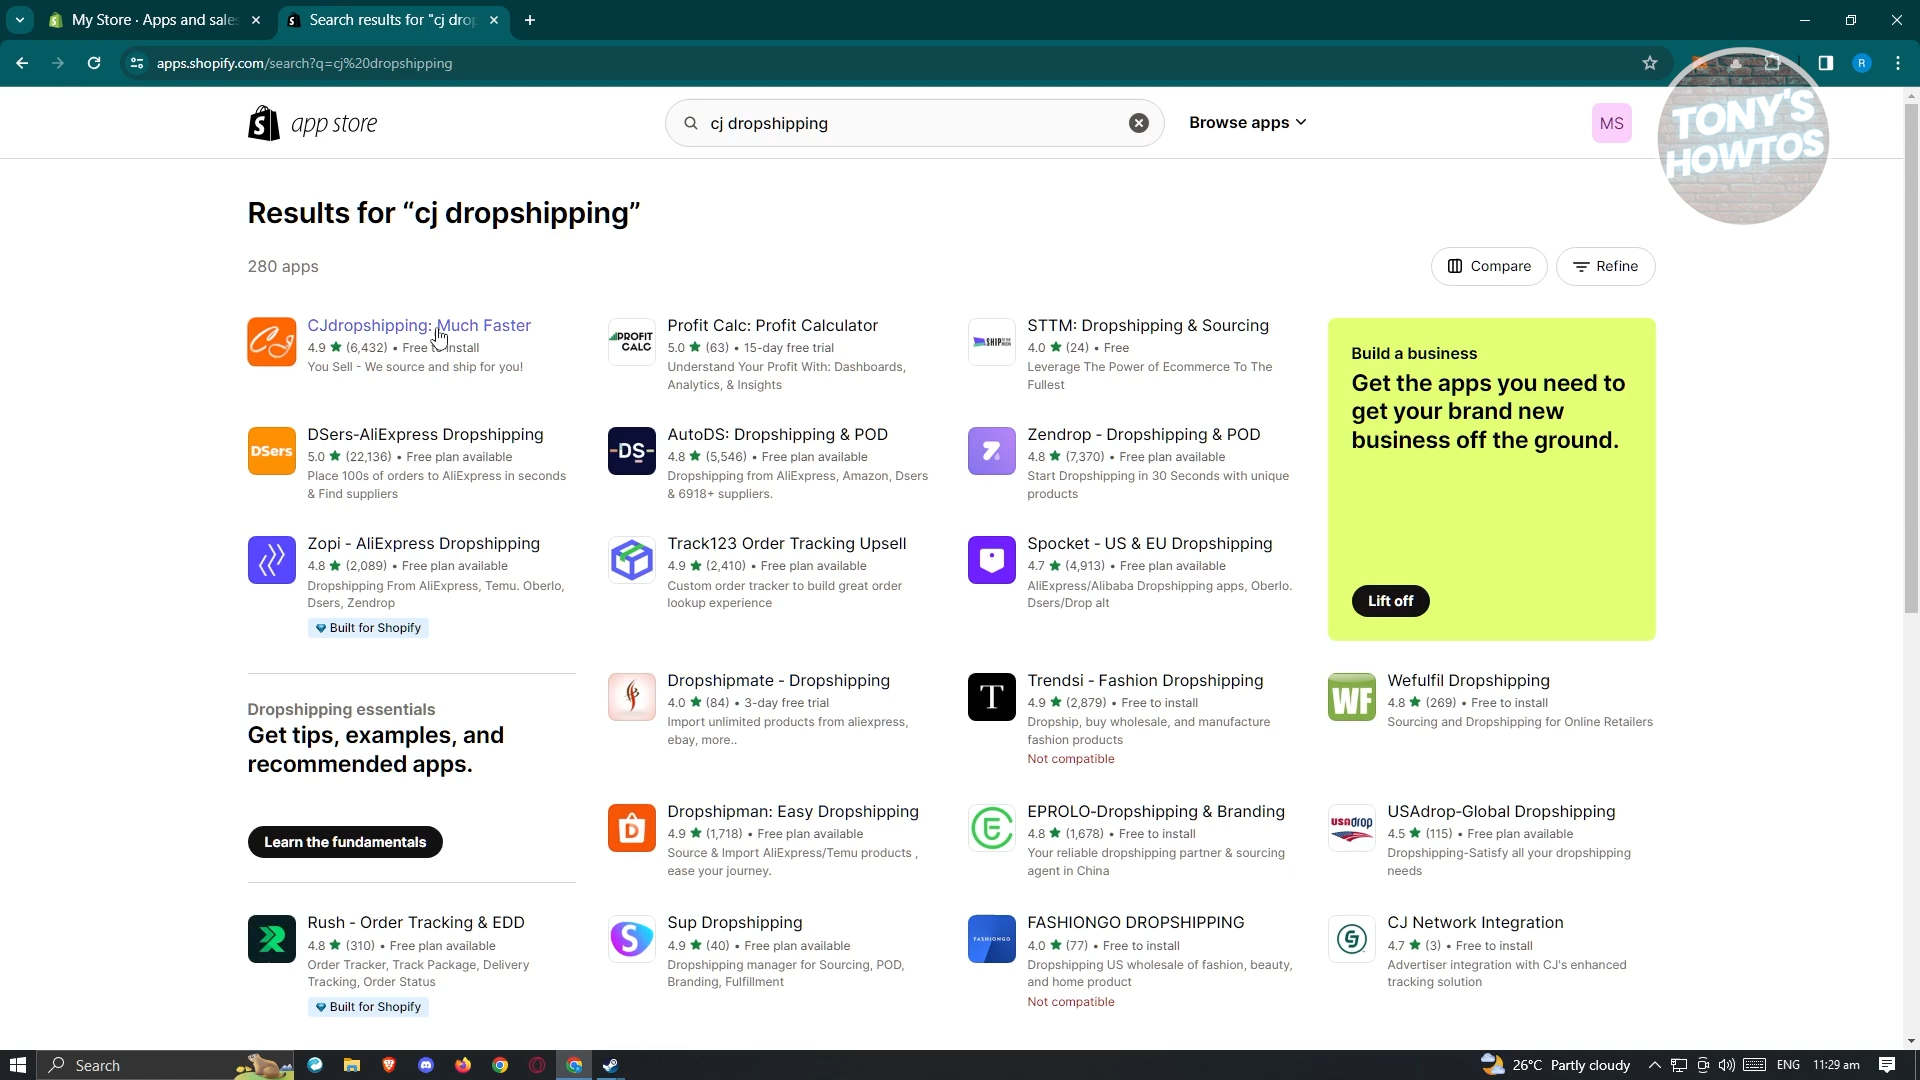 My Store · Apps and sale
Search results for "cj drop
apps.shopify.com/search?q=cj%20dropshipping
R
app store
cj dropshipping
Browse apps
MS
TONY'S
HOWTOS
Results for “cj dropshipping”
280 apps
Compare
Refine
CJdropshipping: Much Faster
4.9 ★ (6,432) • Free to install
You Sell - We source and ship for you!
PROFIT
CALC
Profit Calc: Profit Calculator
5.0 ★ (63) • 15-day free trial
Understand Your Profit With: Dashboards,
Analytics, & Insights
STTM: Dropshipping & Sourcing
4.0 ★ (24) • Free
Leverage The Power of Ecommerce To The
Fullest
Build a business
Get the apps you need to
get your brand new
business off the ground.
Lift off
DSers
DSers-AliExpress Dropshipping
5.0 ★ (22,136) • Free plan available
Place 100s of orders to AliExpress in seconds
& Find suppliers
-DS-
AutoDS: Dropshipping & POD
4.8 ★ (5,546) • Free plan available
Dropshipping from AliExpress, Amazon, Dsers
& 6918+ suppliers.
Zendrop - Dropshipping & POD
4.8 ★ (7,370) • Free plan available
Start Dropshipping in 30 Seconds with unique
products
Zopi - AliExpress Dropshipping
4.8 ★ (2,089) • Free plan available
Dropshipping From AliExpress, Temu. Oberlo,
Dsers, Zendrop
Built for Shopify
Track123 Order Tracking Upsell
4.9 ★ (2,410) • Free plan available
Custom order tracker to build great order
lookup experience
Spocket - US & EU Dropshipping
4.7 ★ (4,913) • Free plan available
AliExpress/Alibaba Dropshipping apps, Oberlo.
Dsers/Drop alt
Dropshipping essentials
Get tips, examples, and
recommended apps.
Learn the fundamentals
Dropshipmate - Dropshipping
4.0 ★ (84) • 3-day free trial
Import unlimited products from aliexpress,
ebay, more..
T
Trendsi - Fashion Dropshipping
4.9 ★ (2,879) • Free to install
Dropship, buy wholesale, and manufacture
fashion products
Not compatible
WF
Wefulfil Dropshipping
4.8 ★ (269) • Free to install
Sourcing and Dropshipping for Online Retailers
D
Dropshipman: Easy Dropshipping
4.9 ★ (1,718) • Free plan available
Source & Import AliExpress/Temu products ,
ease your journey.
EPROLO-Dropshipping & Branding
4.8 ★ (1,678) • Free to install
Your reliable dropshipping partner & sourcing
agent in China
USAdrop
USAdrop-Global Dropshipping
4.5 ★ (115) • Free plan available
Dropshipping-Satisfy all your dropshipping
needs
Rush - Order Tracking & EDD
4.8 ★ (310) • Free plan available
Order Tracker, Track Package, Delivery
Tracking, Order Status
Built for Shopify
S
Sup Dropshipping
4.9 ★ (40) • Free plan available
Dropshipping manager for Sourcing, POD,
Branding, Fulfillment
FASHIONGO
FASHIONGO DROPSHIPPING
4.0 ★ (77) • Free to install
Dropshipping US wholesale of fashion, beauty,
and home product
Not compatible
CJ Network Integration
4.7 ★ (3) • Free to install
Advertiser integration with CJ's enhanced
tracking solution
Search
26°C Partly cloudy
ENG
11:29 am